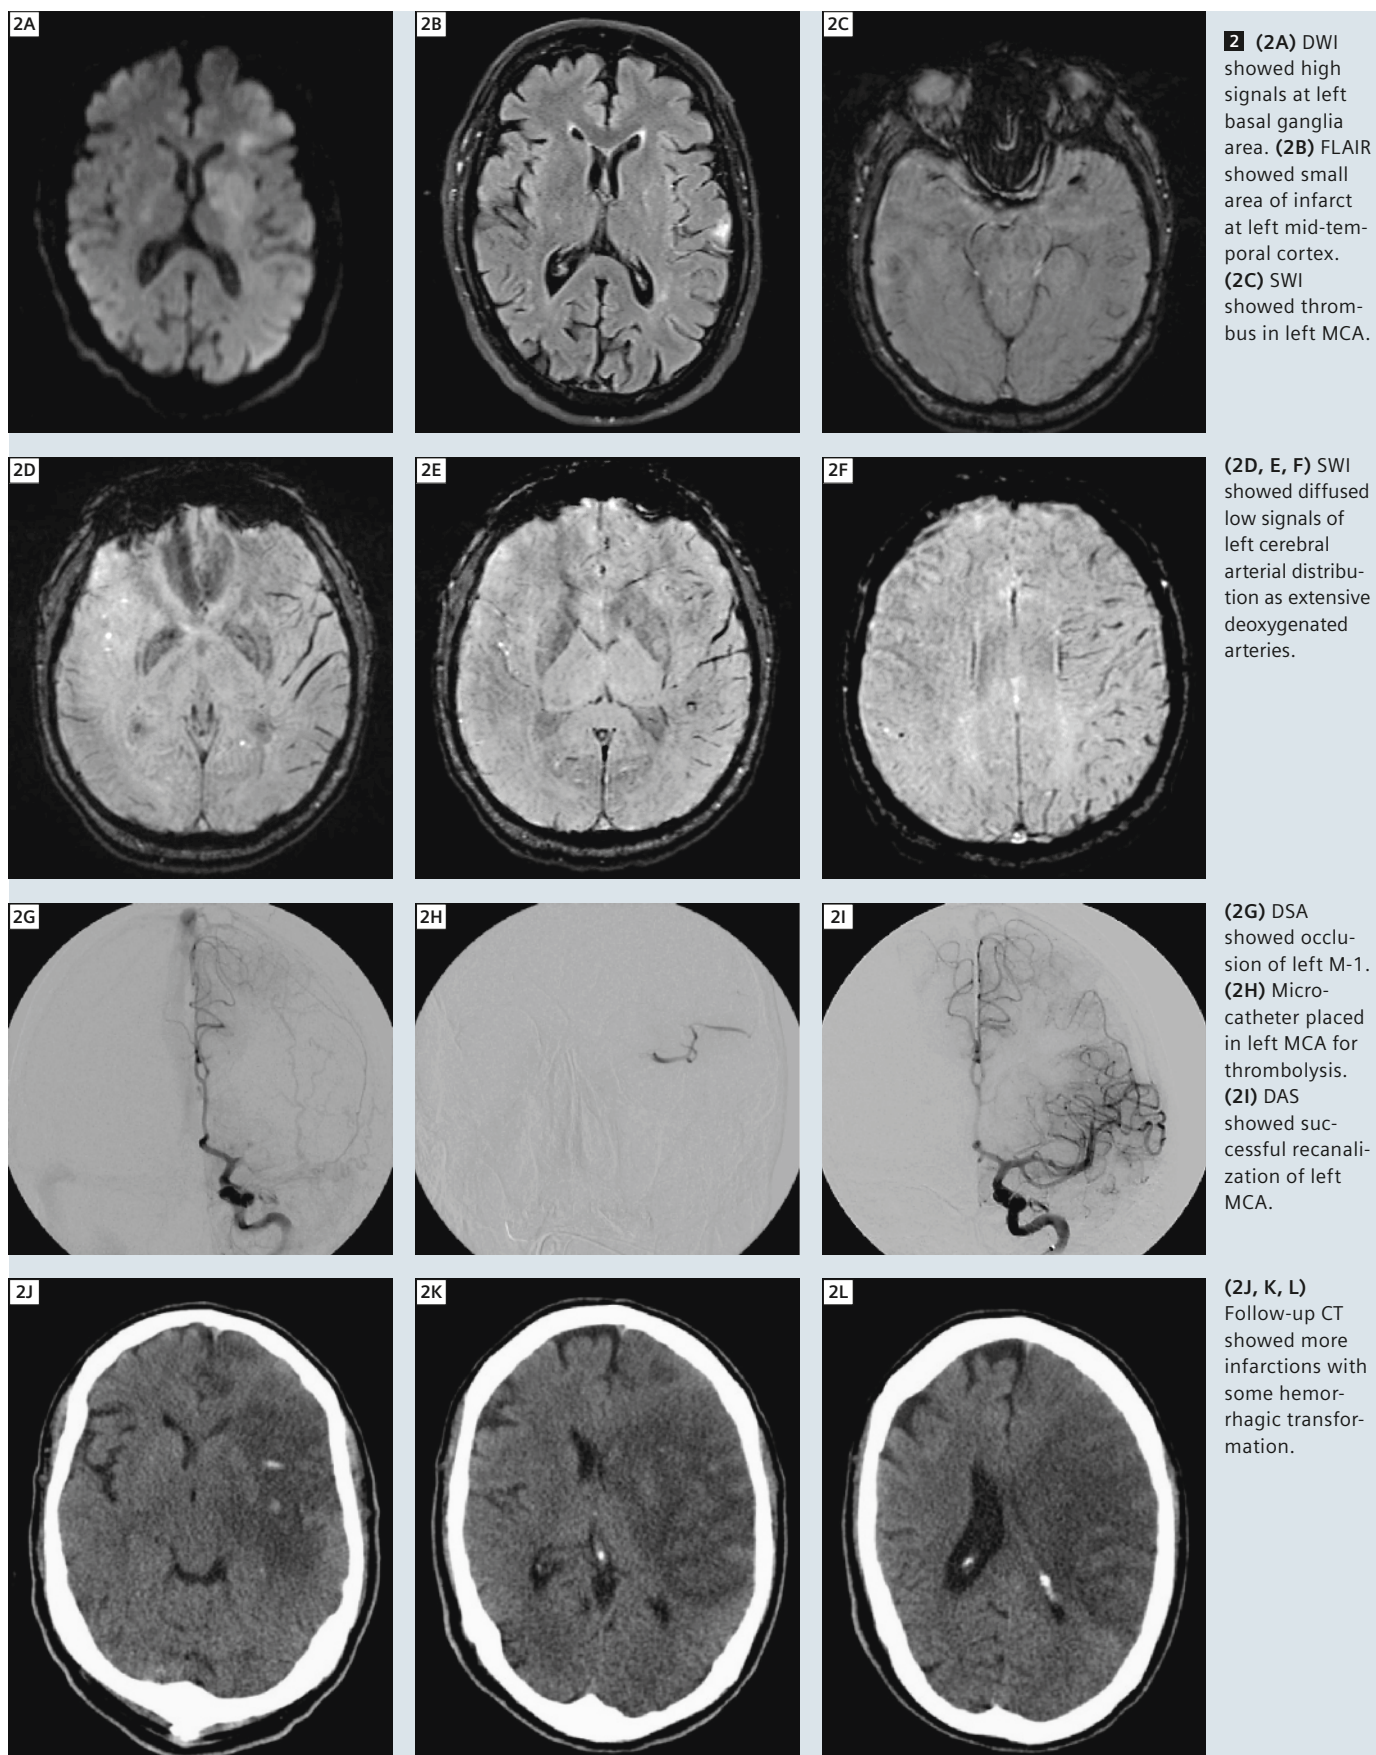 2A
2B
2C
2 (2A) DWI
showed high
signals at left
basal ganglia
area. (2B) FLAIR
showed small
area of infarct
at left mid-tem-
poral cortex.
(2C) SWI
showed throm-
bus in left MCA.
2D
2E
2F
(2D, E, F) SWI
showed diffused
low signals of
left cerebral
arterial distribu-
tion as extensive
deoxygenated
arteries.
2G
2H
2I
(2G) DSA
showed occlu-
sion of left M-1.
(2H) Micro-
catheter placed
in left MCA for
thrombolysis.
(2I) DAS
showed suc-
cessful recanali-
zation of left
MCA.
2J
2K
2L
(2J, K, L)
Follow-up CT
showed more
infarctions with
some hemor-
rhagic transfor-
mation.